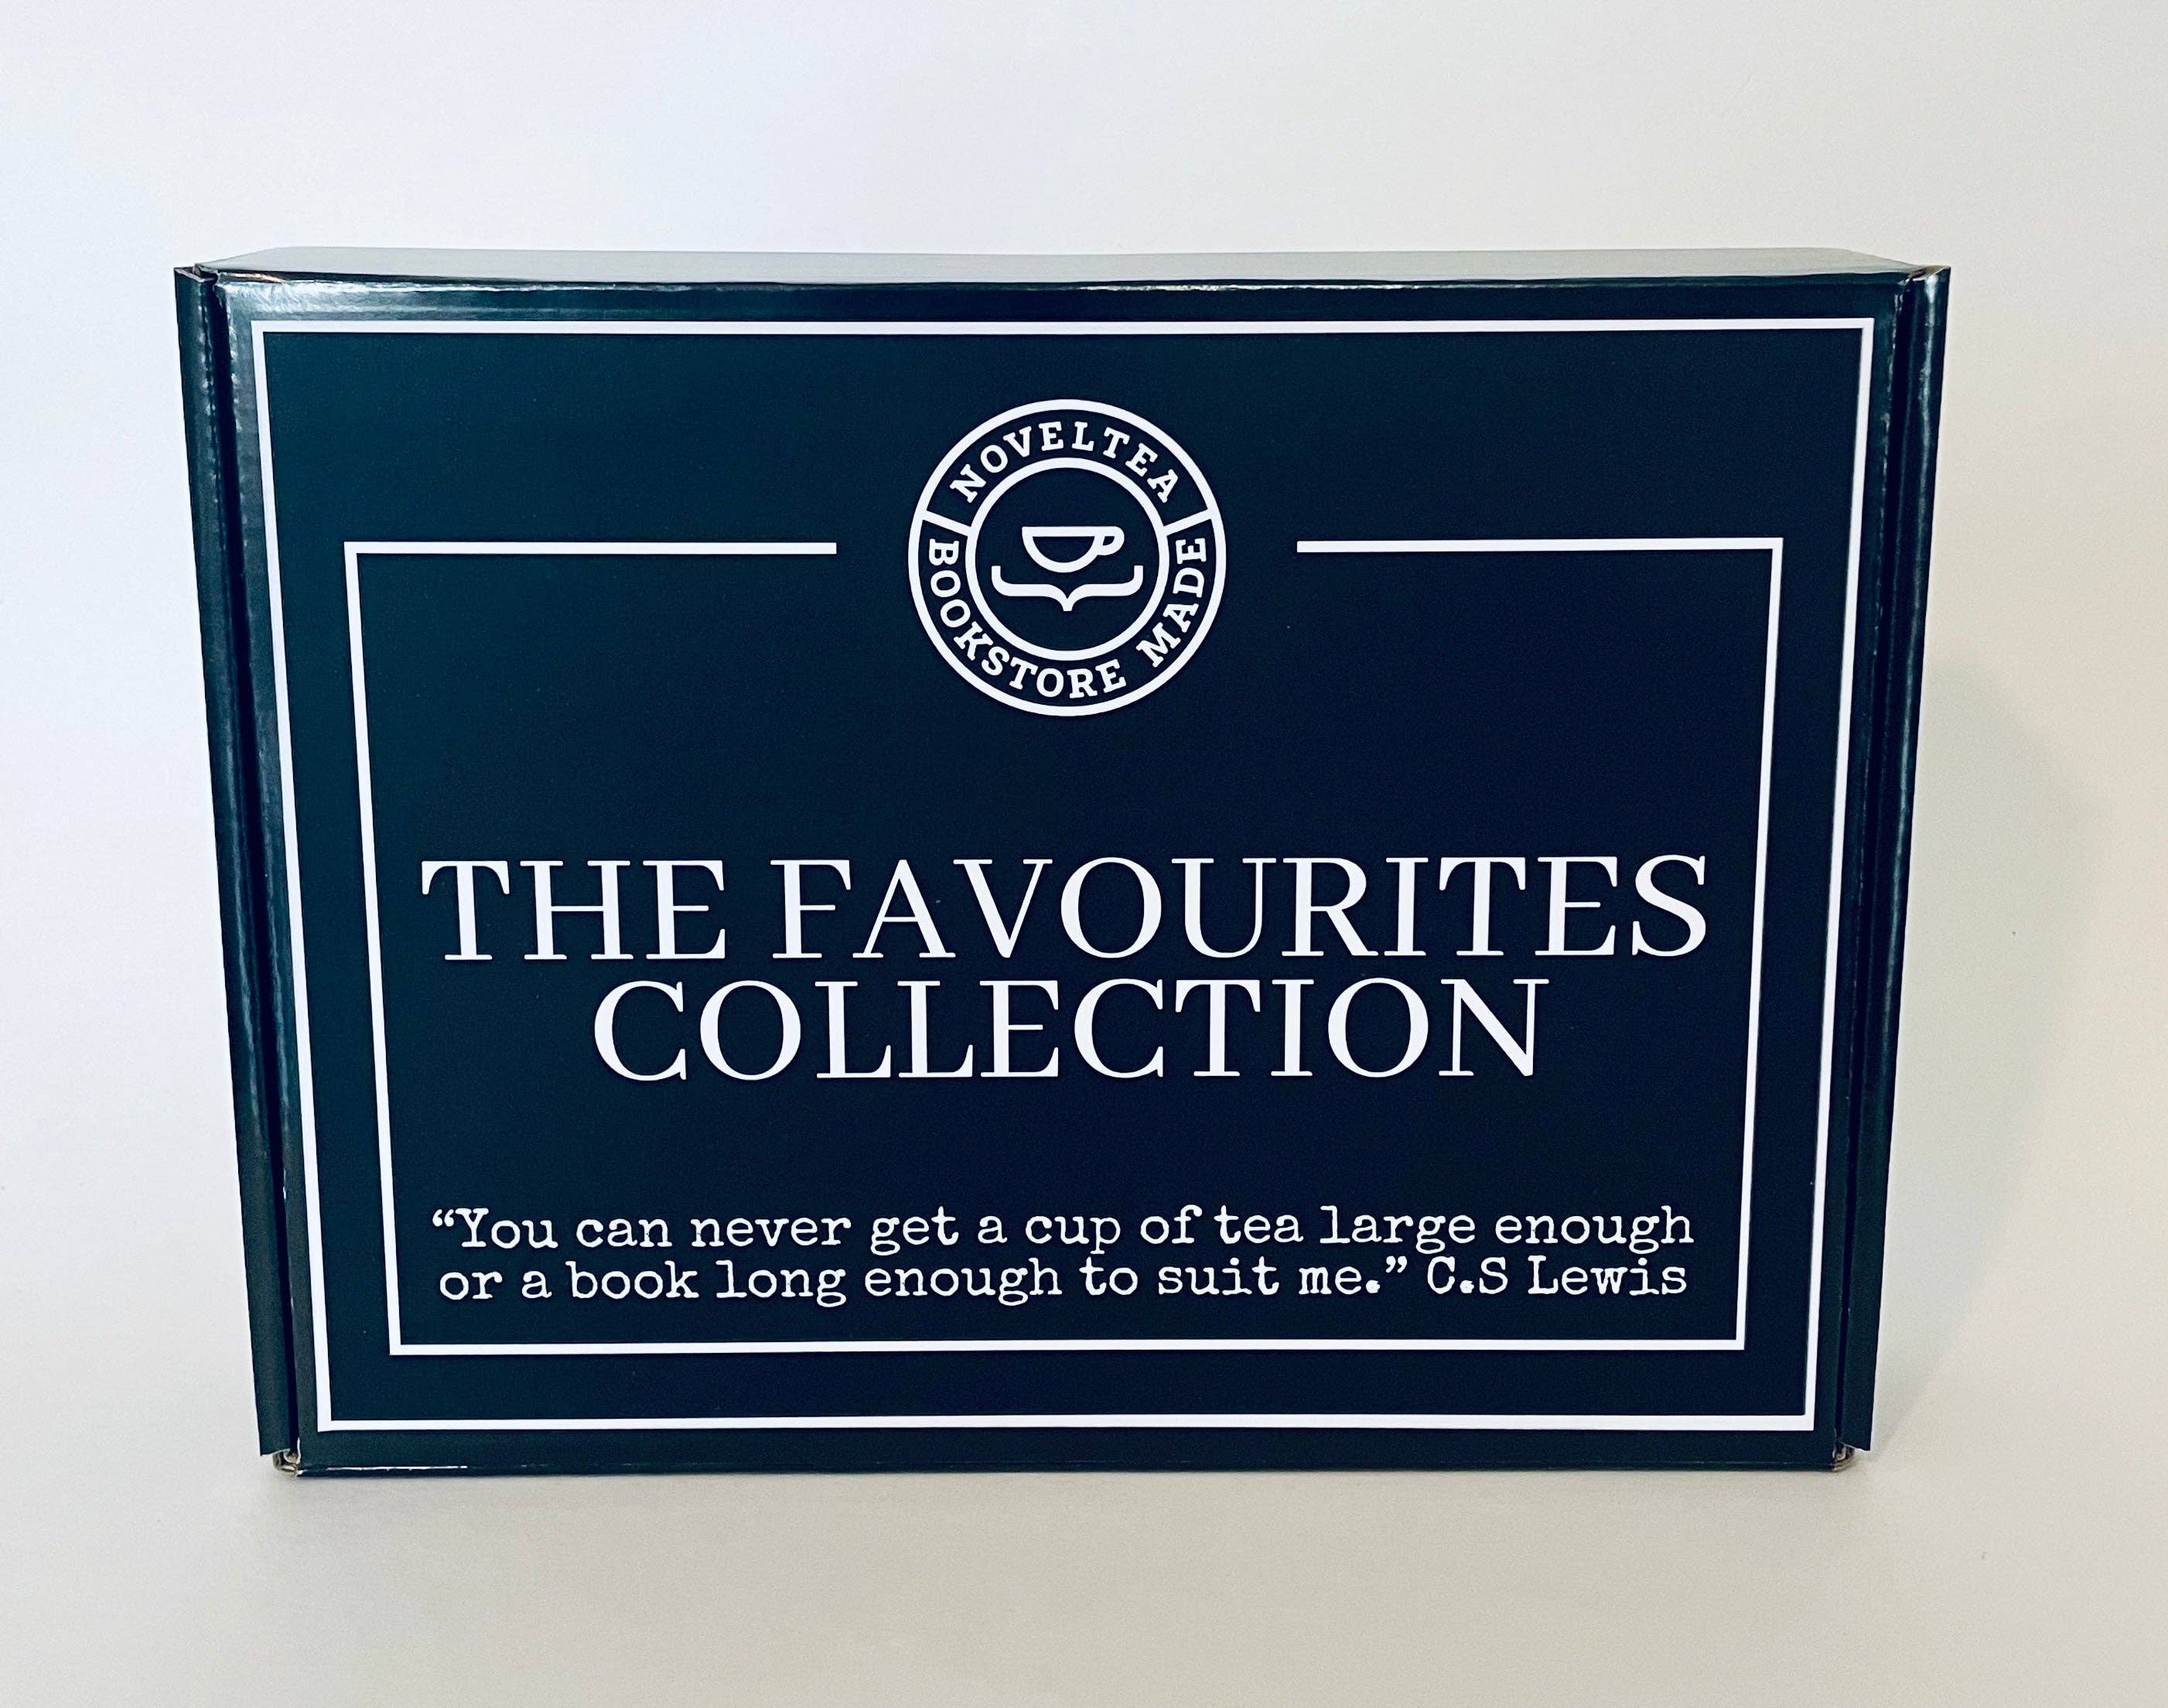 NOVELTEA
BOOKSTORE MADE
THE FAVOURITES
COLLECTION
“You can never get a cup of tea large enough
or a book long enough to suit me.” C.S Lewis